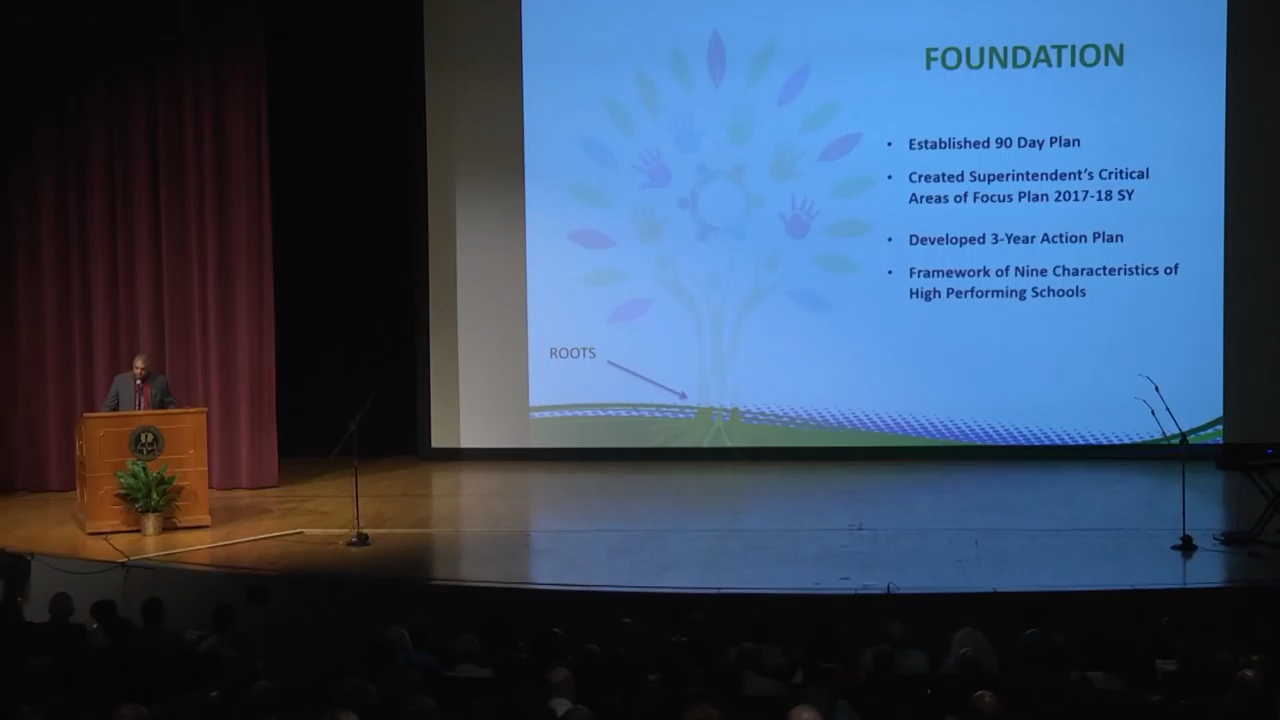 FOUNDATION
• Established 90 Day Plan
• Created Superintendent's Critical
Areas of Focus Plan 2017-18 SY
• Developed 3-Year Action Plan
• Framework of Nine Characteristics of
High Performing Schools
ROOTS